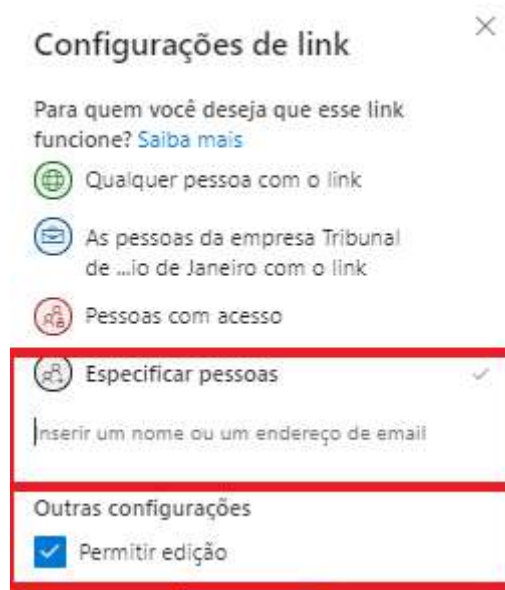 Configurações de link
Para quem você deseja que esse link
funcione? Saiba mais
Qualquer pessoa com o link
As pessoas da empresa Tribunal
de ...io de Janeiro com o link
Pessoas com acesso
Especificar pessoas
Inserir um nome ou um endereço de email
Outras configurações
Permitir edição